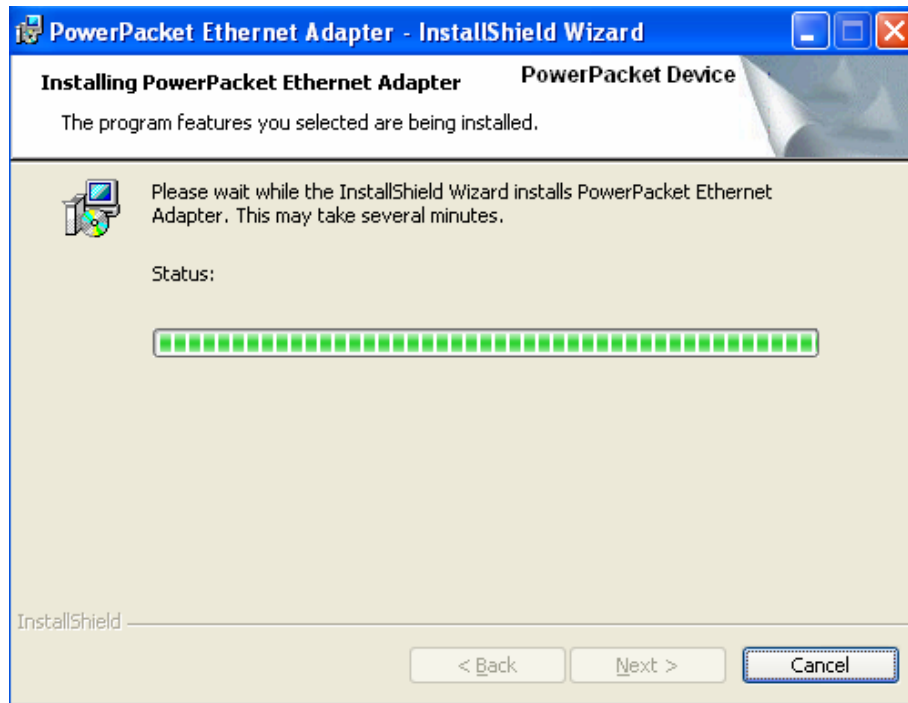 PowerPacket Ethernet Adapter - InstallShield Wizard
Installing PowerPacket Ethernet Adapter
PowerPacket Device
The program features you selected are being installed.
Please wait while the InstallShield Wizard installs PowerPacket Ethernet
Adapter. This may take several minutes.
Status:
InstallShield
< Back
Next >
Cancel